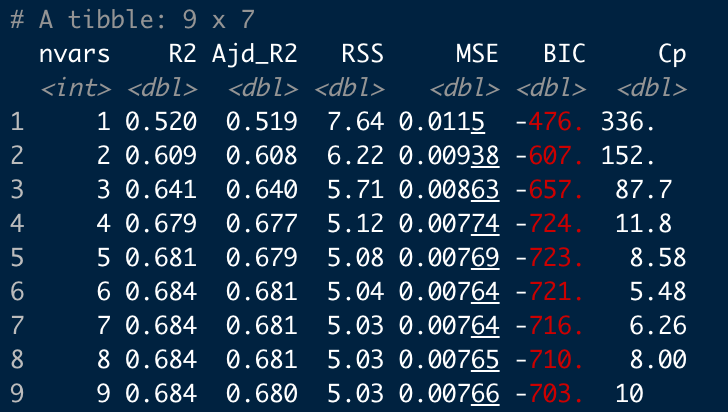 # A tibble: 9 x 7
nvars R2 Ajd_R2 RSS MSE BIC Cp
<int> <dbl> <dbl> <dbl> <dbl> <dbl> <dbl>
1 1 0.520 0.519 7.64 0.0115 -476. 336.
2 2 0.609 0.608 6.22 0.00938 -607. 152.
3 3 0.641 0.640 5.71 0.00863 -657. 87.7
4 4 0.679 0.677 5.12 0.00774 -724. 11.8
5 5 0.681 0.679 5.08 0.00769 -723. 8.58
6 6 0.684 0.681 5.04 0.00764 -721. 5.48
7 7 0.684 0.681 5.03 0.00764 -716. 6.26
8 8 0.684 0.681 5.03 0.00765 -710. 8.00
9 9 0.684 0.680 5.03 0.00766 -703. 10